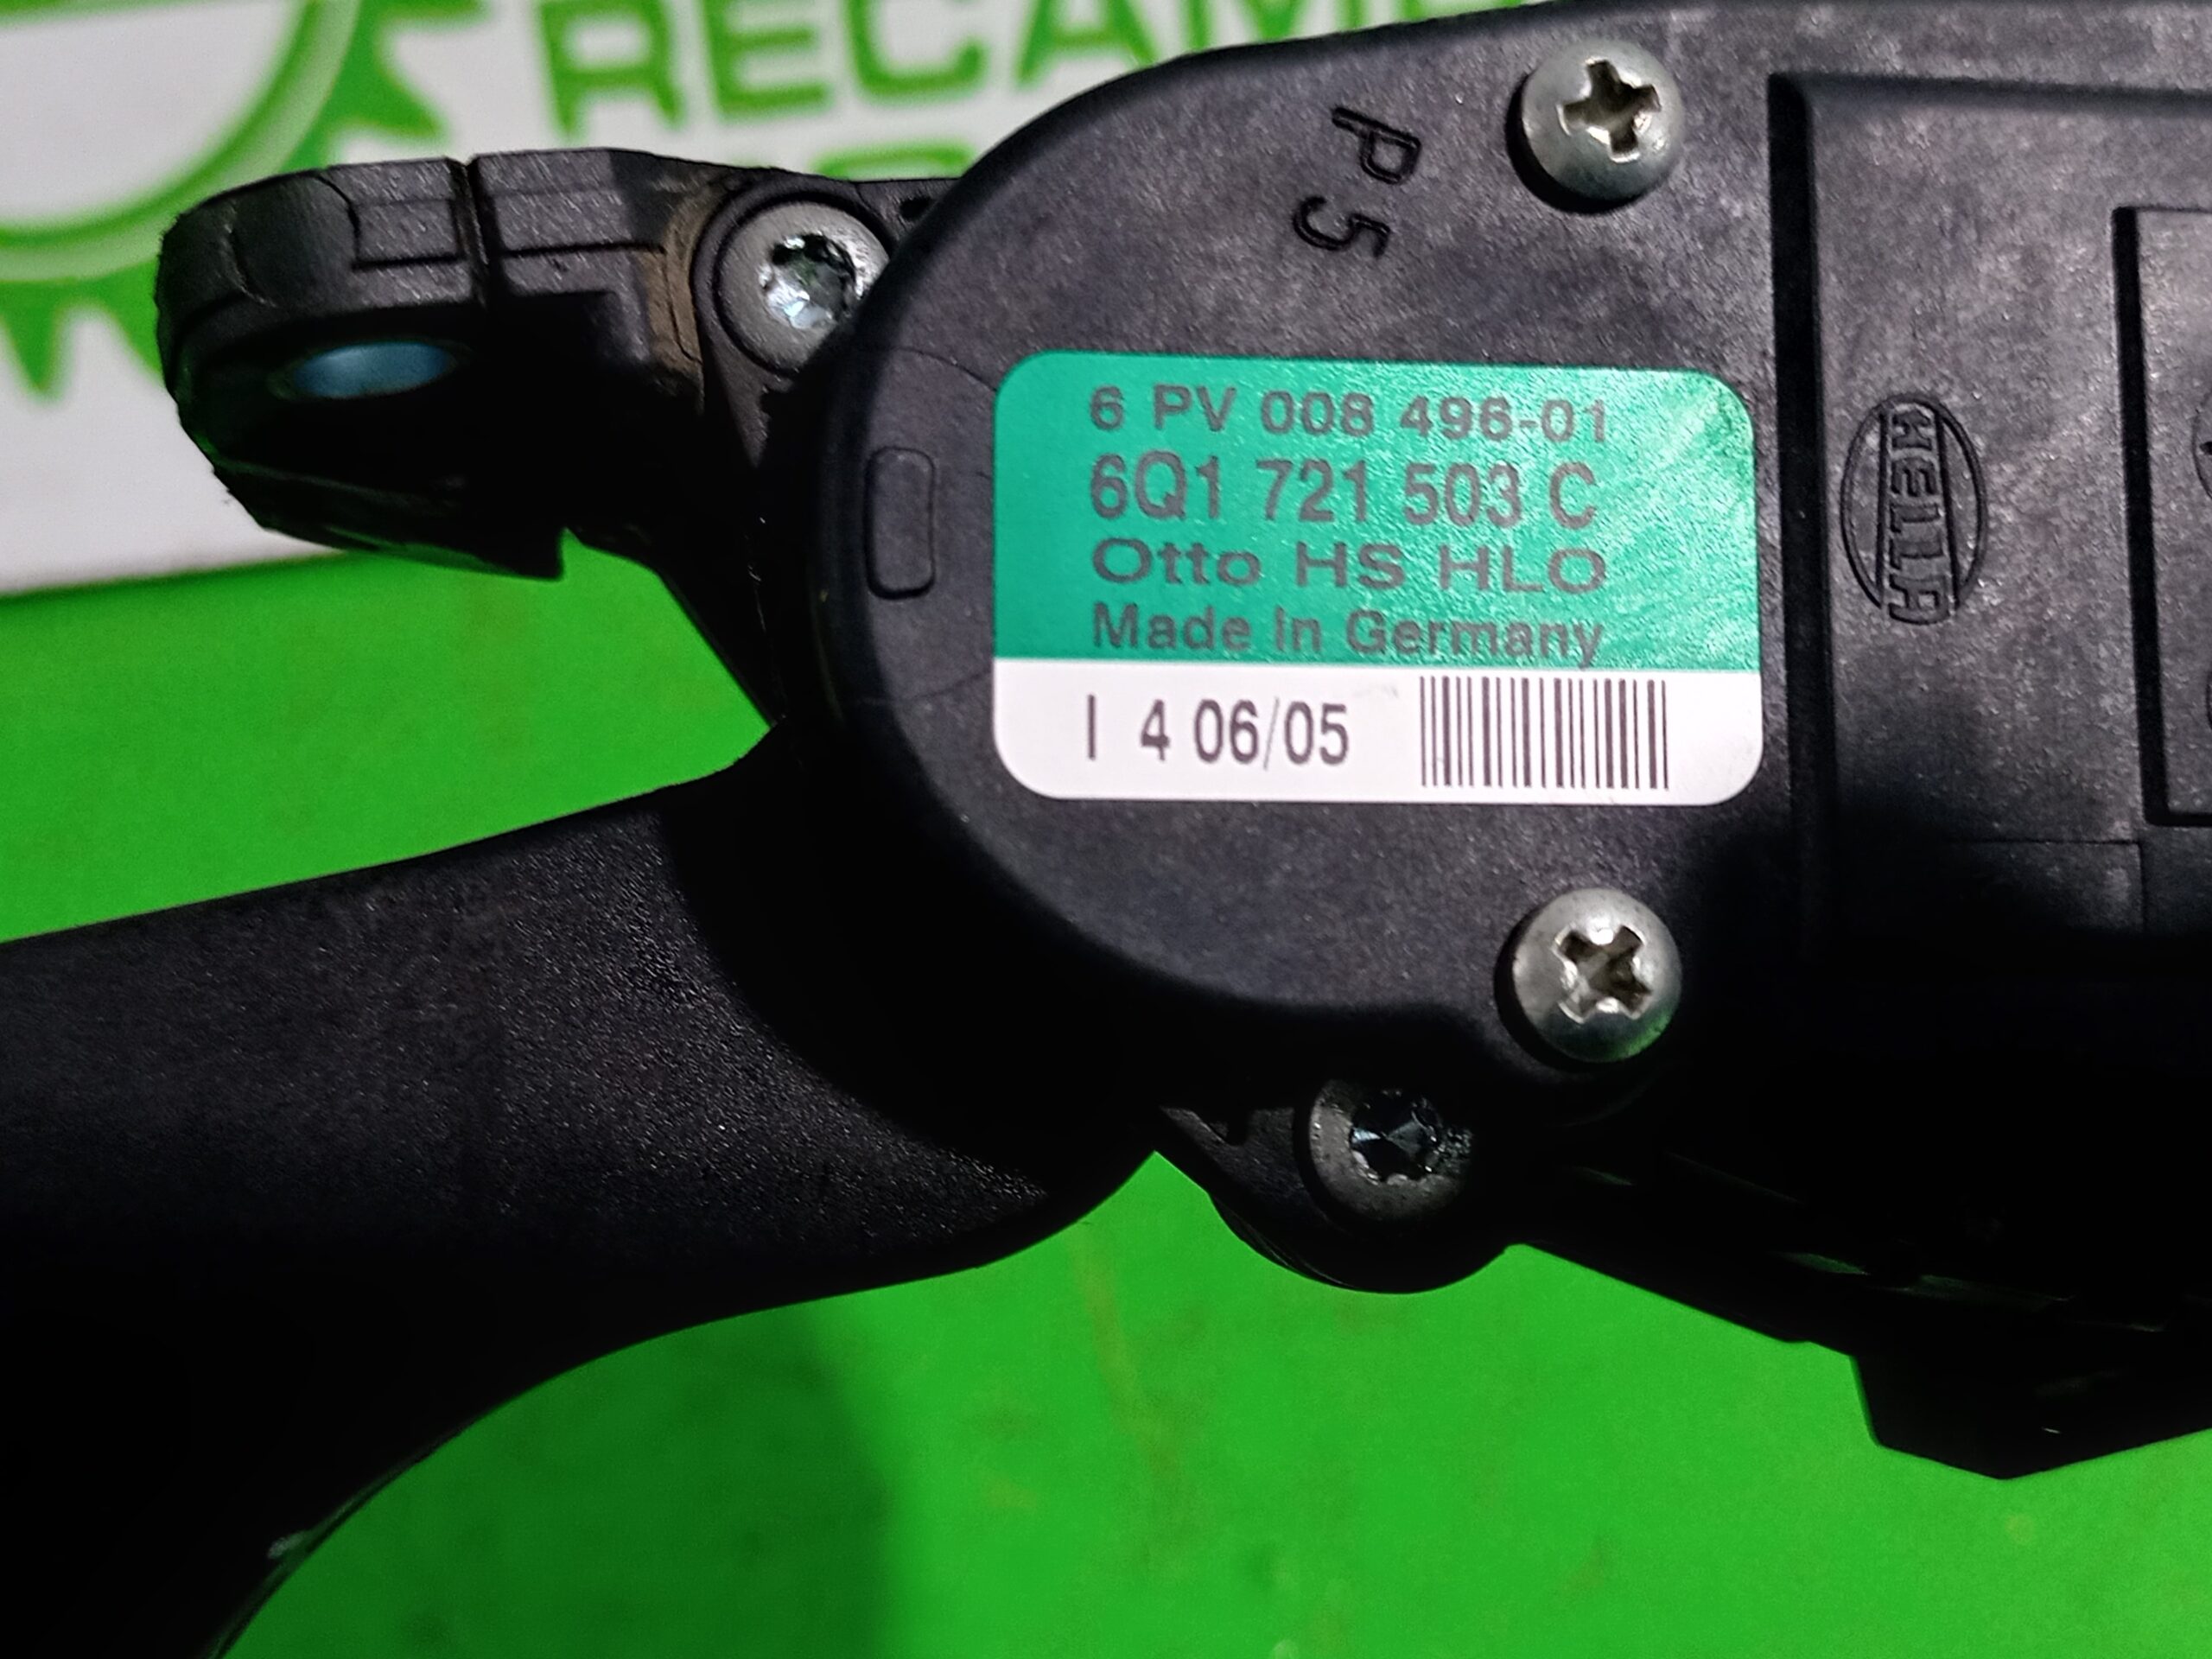 RECAM
P5
6 PV 008 496-01
6Q1 721 503 C
Otto HS HLO
Made in Germany
I 4 06/05
HELLA